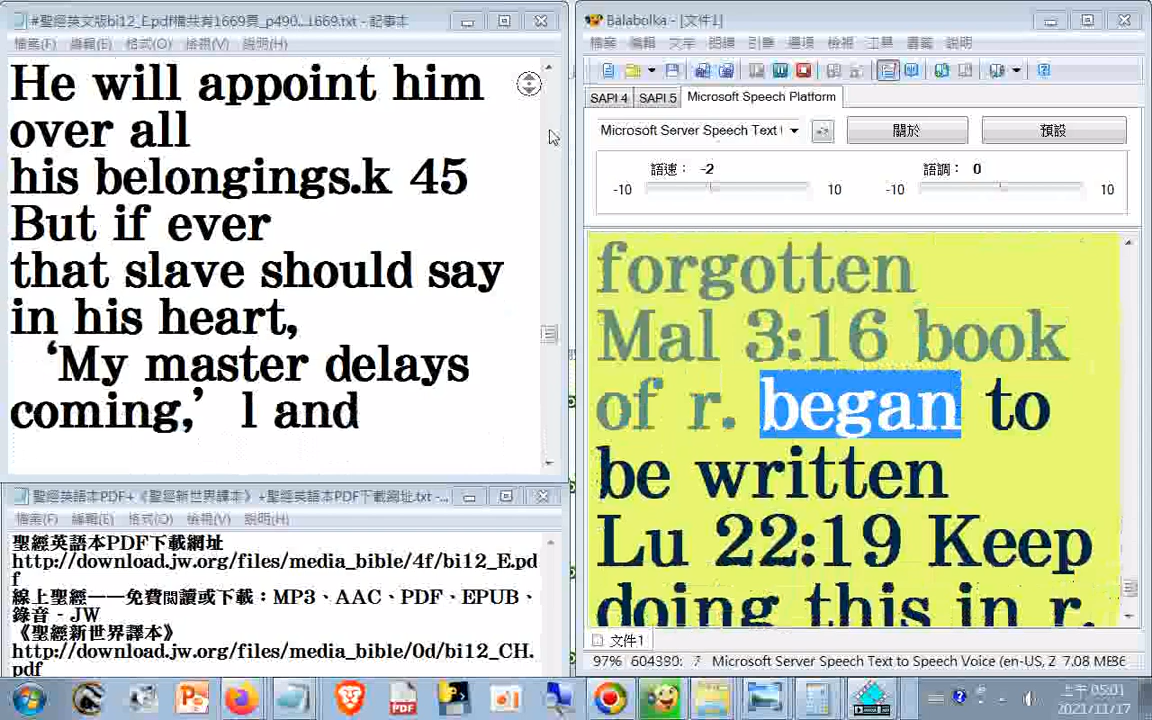 #聖經英文版bi12_E.pdf橫共有1669頁_p490...1669.txt - 記事本
檔案(F) 編輯(E) 格式(O) 檢視(V) 說明(H)
He will appoint him
over all
his belongings.k 45
But if ever
that slave should say
in his heart,
‘My master delays
coming,’ l and
聖經英語本PDF+《聖經新世界譯本》+聖經英語本PDF下載網址.txt -...
檔案(F) 編輯(E) 格式(O) 檢視(V) 說明(H)
聖經英語本PDF下載網址
http://download.jw.org/files/media_bible/4f/bi12_E.pd
f
線上聖經——免費閱讀或下載：MP3、AAC、PDF、EPUB、
錄音 - JW
《聖經新世界譯本》
http://download.jw.org/files/media_bible/0d/bi12_CH.
pdf
Balabolka - [文件1]
檔案 編輯 文字 朗讀 引擎 選項 檢視 工具 書籤 說明
SAPI 4 SAPI 5 Microsoft Speech Platform
Microsoft Server Speech Text 關於 預設
語速： -2 語調： 0
-10 10 -10 10
forgotten
Mal 3:16 book
of r. began to
be written
Lu 22:19 Keep
doing this in r.
文件1
97% 604380: Microsoft Server Speech Text to Speech Voice (en-US, Z 7.08 MB
PDF
上午 05:01
2021/11/17